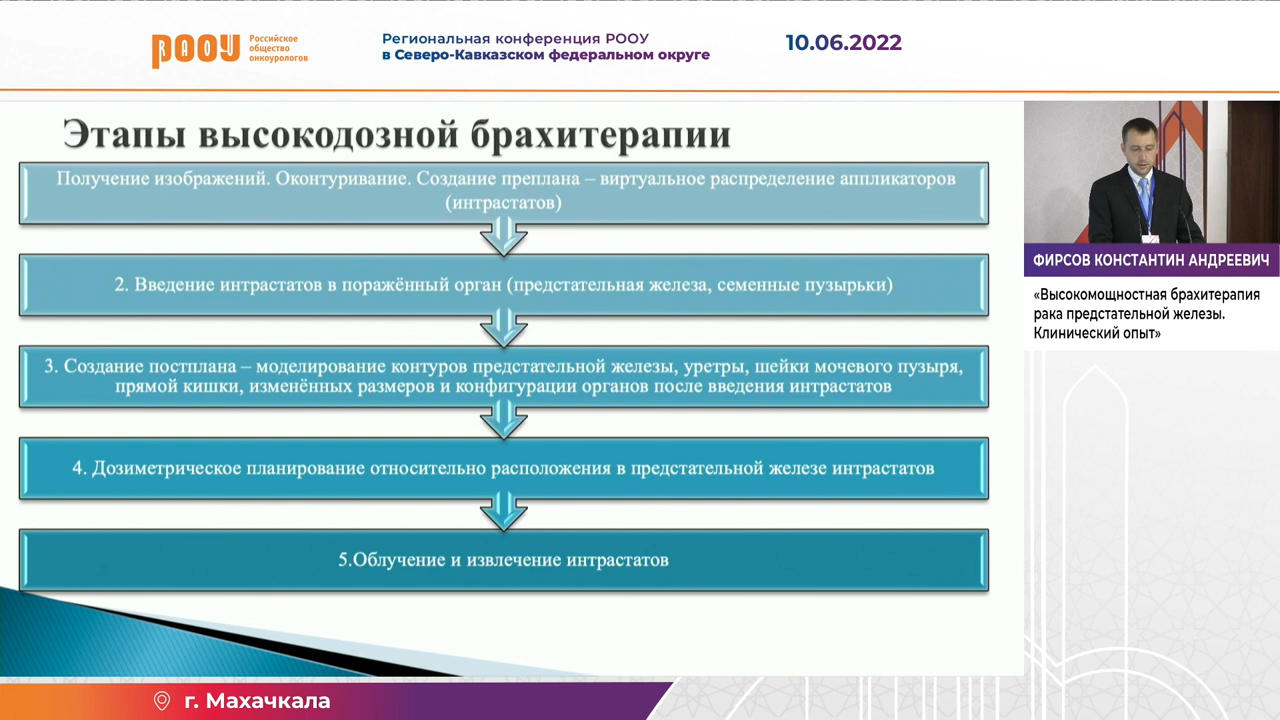 РООУ
Российское
общество
онкоурологов
Региональная конференция РООУ
в Северо-Кавказском федеральном округе
10.06.2022
Этапы высокодозной брахитерапии
Получение изображений. Оконтуривание. Создание преплана – виртуальное распределение аппликаторов
(интрастатов)
2. Введение интрастатов в поражённый орган (предстательная железа, семенные пузырьки)
3. Создание постплана – моделирование контуров предстательной железы, уретры, шейки мочевого пузыря,
прямой кишки, изменённых размеров и конфигурации органов после введения интрастатов
4. Дозиметрическое планирование относительно расположения в предстательной железе интрастатов
5.Облучение и извлечение интрастатов
ФИРСОВ КОНСТАНТИН АНДРЕЕВИЧ
«Высокомощностная брахитерапия
рака предстательной железы.
Клинический опыт»
г. Махачкала